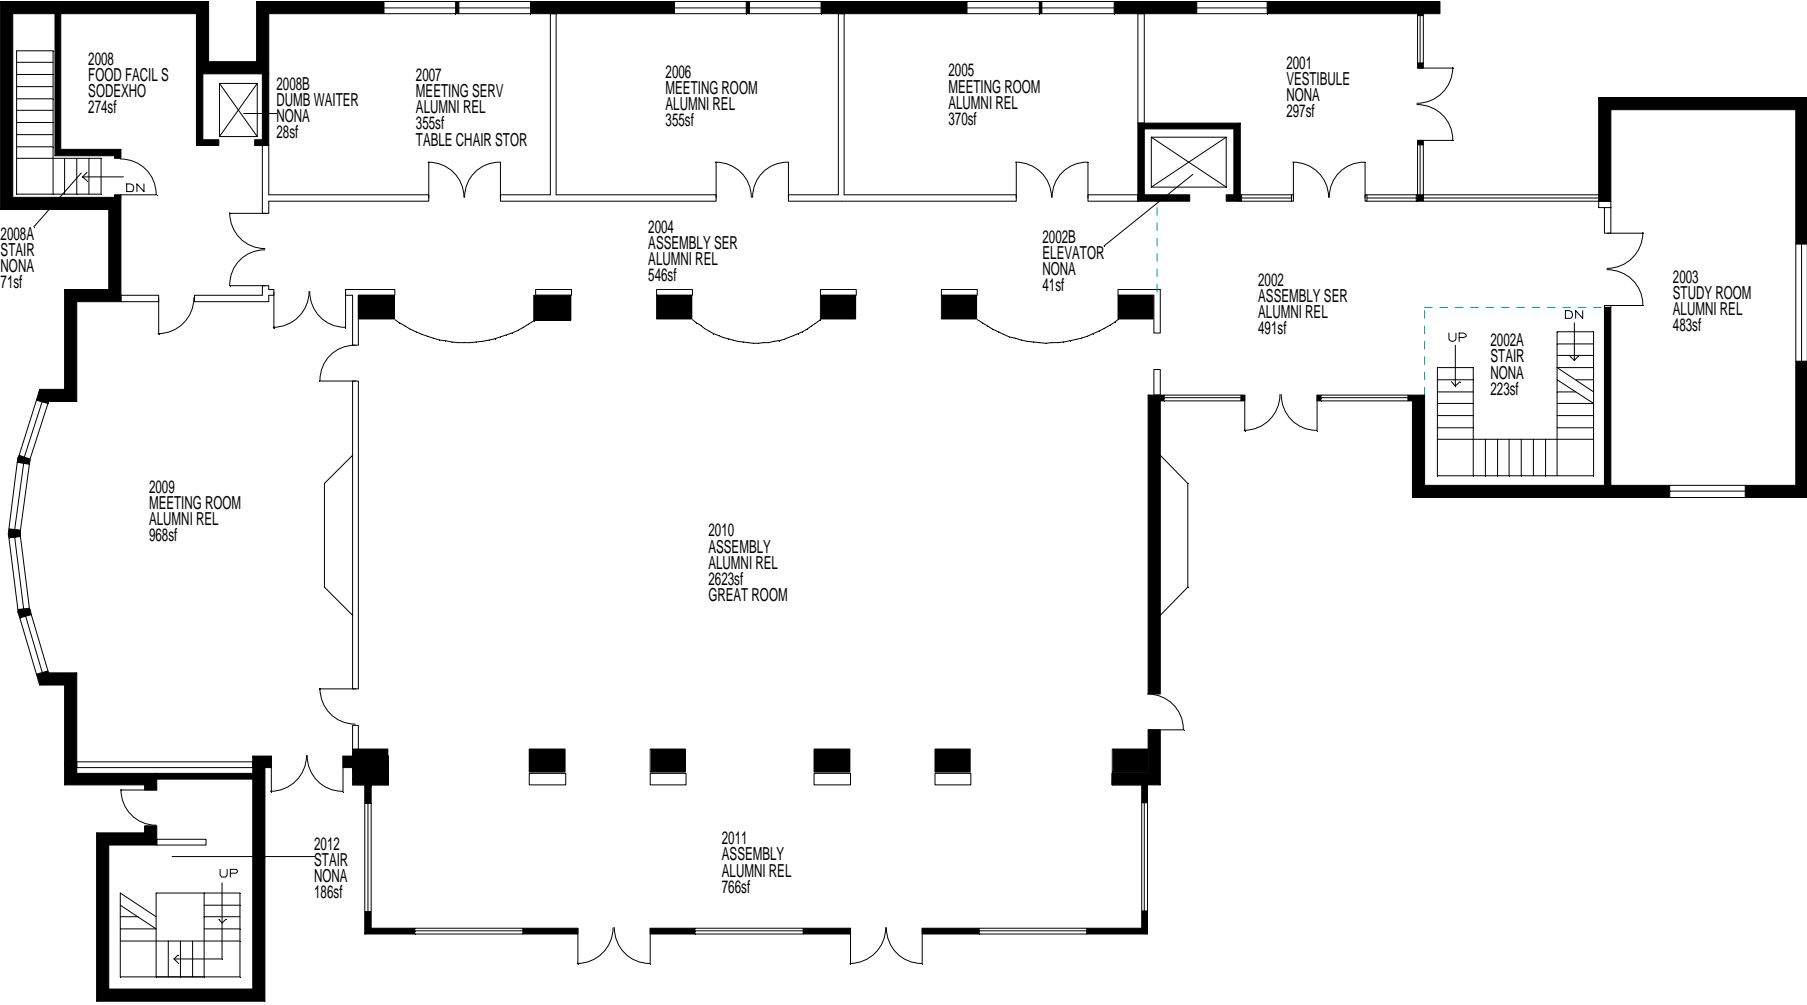 2008
FOOD FACIL S
SODEXHO
274sf
2008B
DUMB WAITER
NONA
28sf
2007
MEETING SERV
ALUMNI REL
355sf
TABLE CHAIR STOR
2006
MEETING ROOM
ALUMNI REL
355sf
2005
MEETING ROOM
ALUMNI REL
370sf
2001
VESTIBULE
NONA
297sf
DN
2008A
STAIR
NONA
71sf
2004
ASSEMBLY SER
ALUMNI REL
546sf
2002B
ELEVATOR
NONA
41sf
2002
ASSEMBLY SER
ALUMNI REL
491sf
2003
STUDY ROOM
ALUMNI REL
483sf
UP
DN
2002A
STAIR
NONA
223sf
2009
MEETING ROOM
ALUMNI REL
968sf
2010
ASSEMBLY
ALUMNI REL
2623sf
GREAT ROOM
2012
STAIR
NONA
186sf
UP
2011
ASSEMBLY
ALUMNI REL
766sf